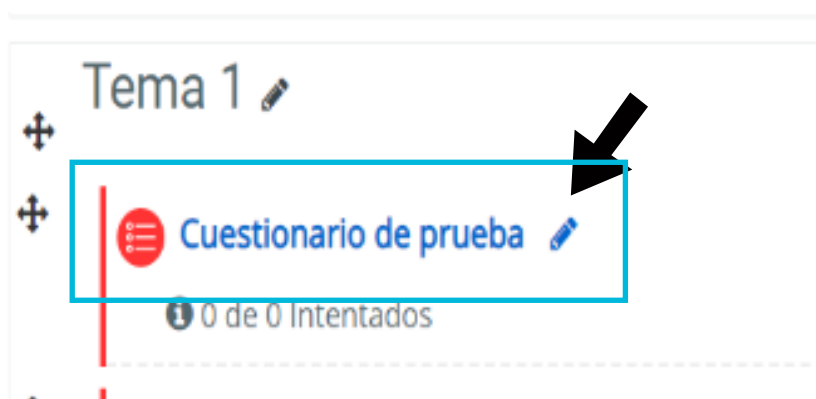 Tema 1
Cuestionario de prueba
0 de 0 Intentados